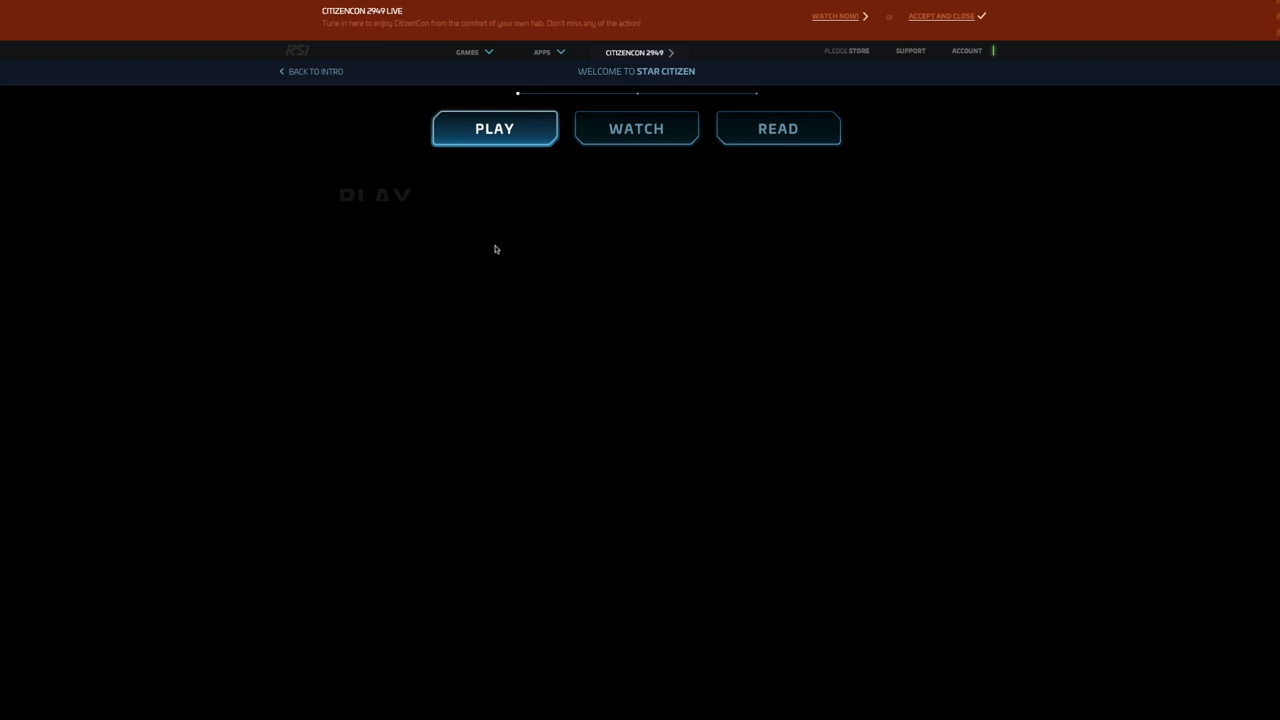 CITIZENCON 2949 LIVE
Tune in here to enjoy CitizenCon from the comfort of your own hab. Don't miss any of the action!
WATCH NOW! or ACCEPT AND CLOSE
RSI GAMES APPS CITIZENCON 2949 PLEDGE STORE SUPPORT ACCOUNT
BACK TO INTRO WELCOME TO STAR CITIZEN
PLAY WATCH READ
PLAY